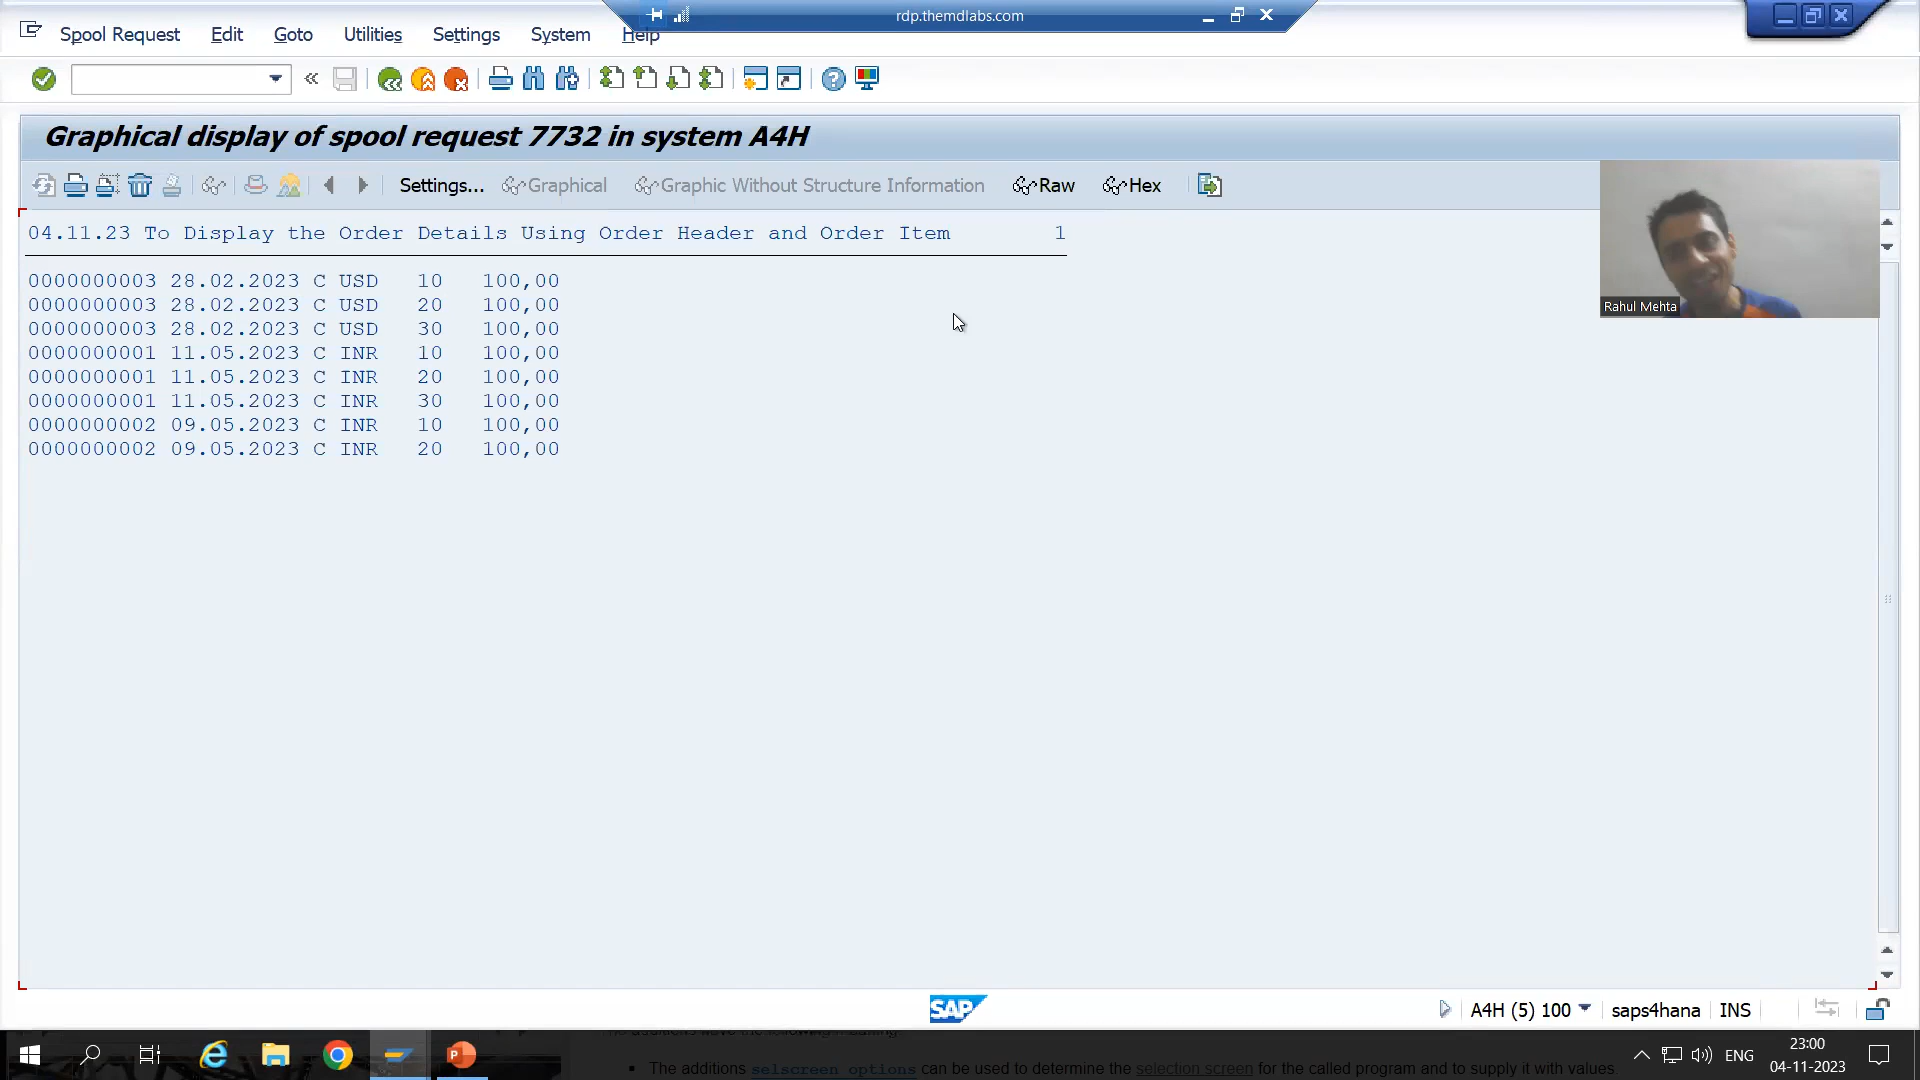 rdp.themdlabs.com
Spool Request Edit Goto Utilities Settings System Help
Graphical display of spool request 7732 in system A4H
Settings... Graphical Graphic Without Structure Information Raw Hex
04.11.23 To Display the Order Details Using Order Header and Order Item 1
0000000003 28.02.2023 C USD 10 100,00
0000000003 28.02.2023 C USD 20 100,00
0000000003 28.02.2023 C USD 30 100,00
0000000001 11.05.2023 C INR 10 100,00
0000000001 11.05.2023 C INR 20 100,00
0000000001 11.05.2023 C INR 30 100,00
0000000002 09.05.2023 C INR 10 100,00
0000000002 09.05.2023 C INR 20 100,00
Rahul Mehta
SAP
A4H (5) 100 saps4hana INS
The additions selscreen_options can be used to determine the selection screen for the called program and to supply it with values.
ENG
23:00
04-11-2023